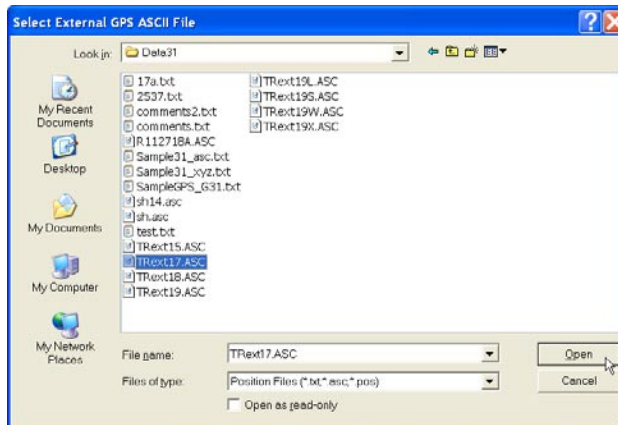 Select External GPS ASCII File
Look in:
Data31
My Recent
Documents
Desktop
My Documents
My Computer
My Network
Places
17a.txt
2537.txt
comments2.txt
comments.txt
R112718A.ASC
Sample31_asc.txt
Sample31_xyz.txt
SampleGPS_G31.txt
sh14.asc
sh.asc
test.txt
TRext15.ASC
TRext17.ASC
TRext18.ASC
TRext19.ASC
TRext19L.ASC
TRext19S.ASC
TRext19W.ASC
TRext19X.ASC
File name:
TRext17.ASC
Open
Files of type:
Position Files (*.txt,*.asc,*.pos)
Cancel
Open as read-only